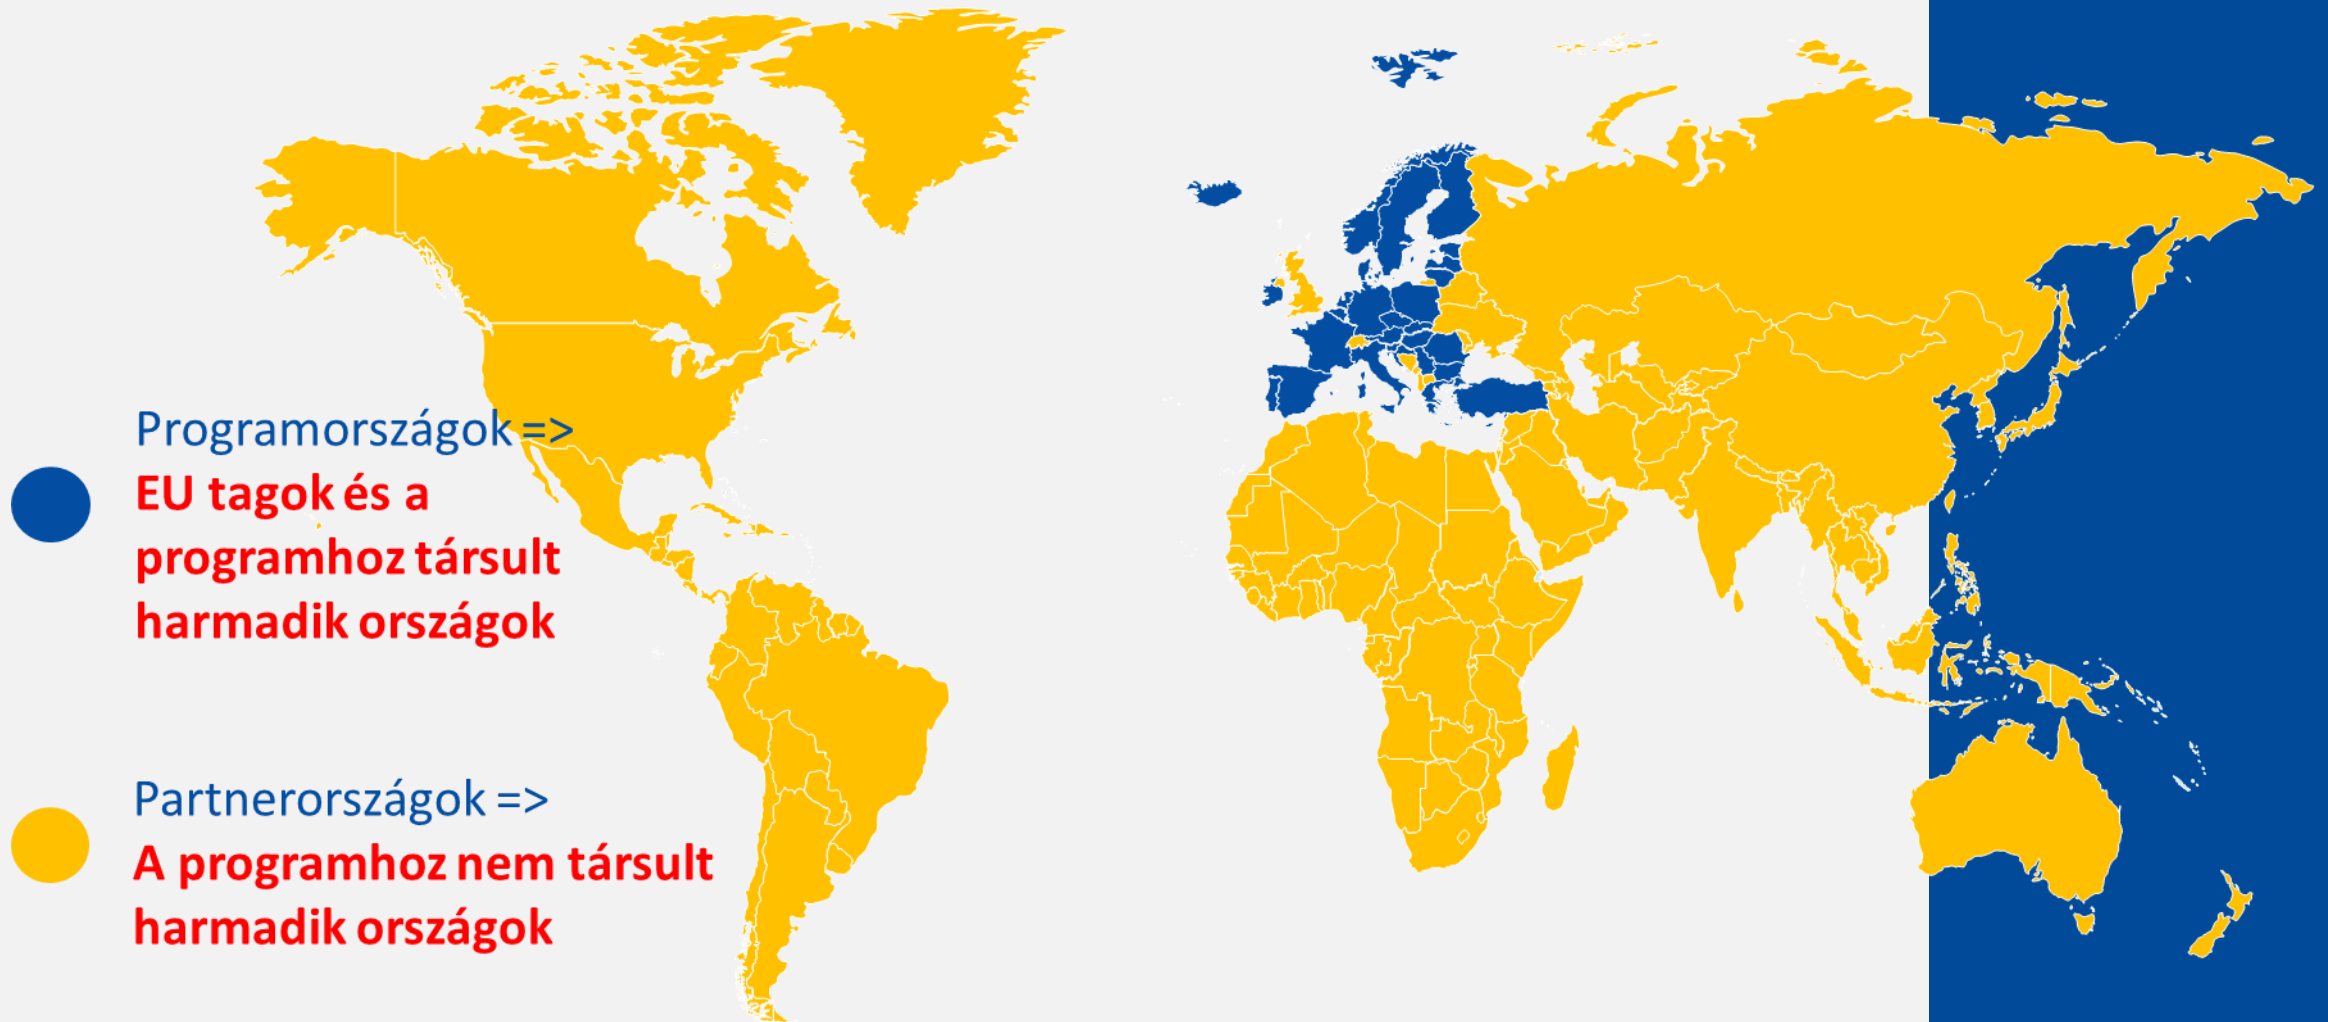 Programországok =>
EU tagok és a
programhoz társult
harmadik országok
Partnerországok =>
A programhoz nem társult
harmadik országok